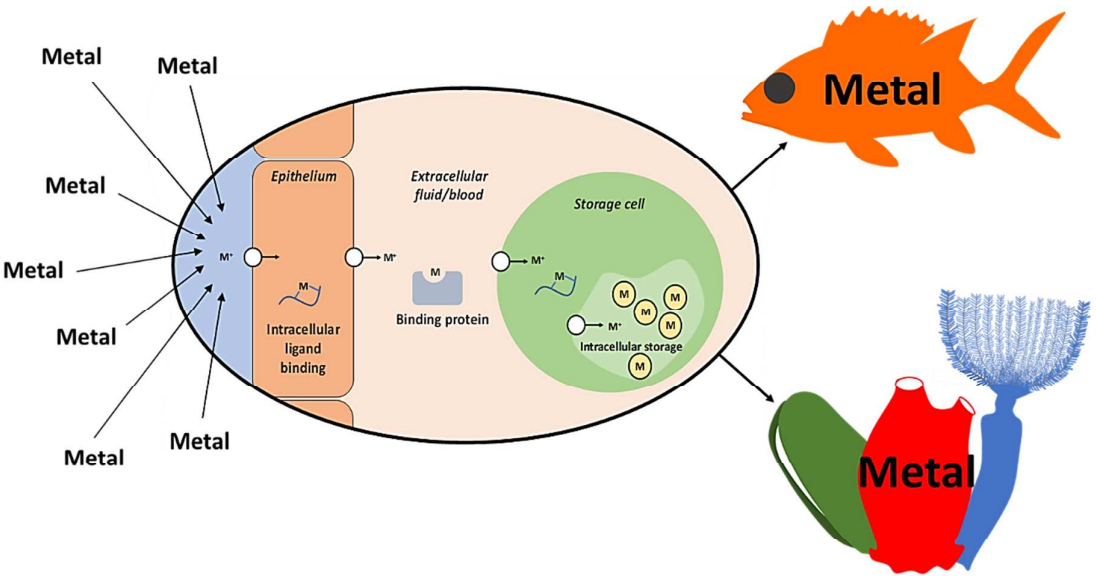 Metal
Metal
Metal
Metal
Metal
Metal
Metal
M⁺
Epithelium
M
Intracellular
ligand
binding
M⁺
Extracellular
fluid/blood
M
Binding protein
Storage cell
M⁺
M
M
M
M
M
M⁺
Intracellular storage
M
Metal
Metal